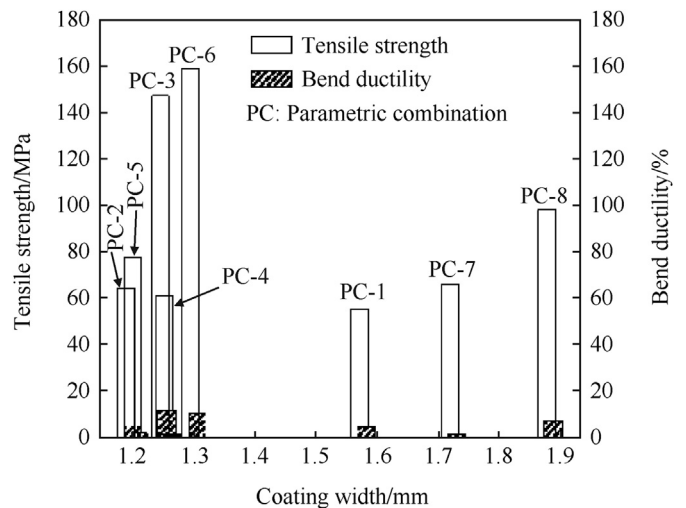 180
160
140
120
100
80
60
40
20
0
Tensile strength/MPa
180
160
140
120
100
80
60
40
20
0
Bend ductility/%
Tensile strength
Bend ductility
PC: Parametric combination
PC-2
PC-5
PC-3
PC-6
PC-4
PC-1
PC-7
PC-8
1.2 1.3 1.4 1.5 1.6 1.7 1.8 1.9
Coating width/mm